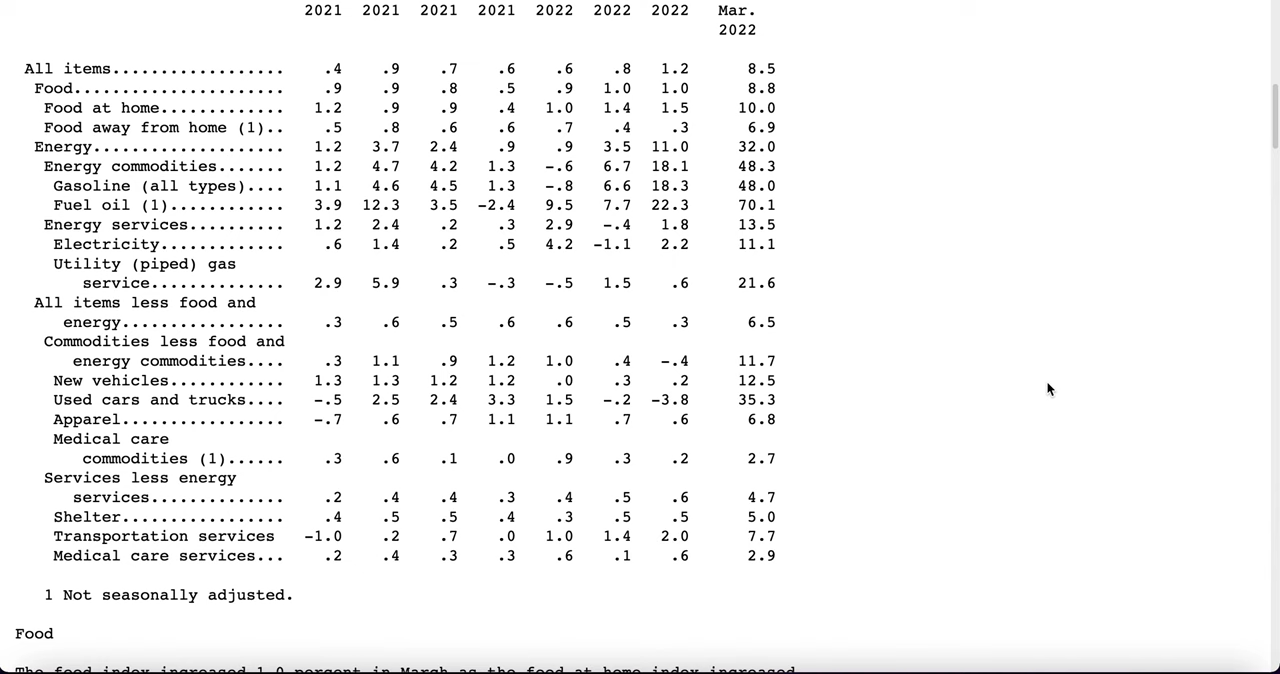 2021 2021 2021 2021 2022 2022 2022 Mar.
2022
All items.................. .4 .9 .7 .6 .6 .8 1.2 8.5
Food...................... .9 .9 .8 .5 .9 1.0 1.0 8.8
Food at home............. 1.2 .9 .9 .4 1.0 1.4 1.5 10.0
Food away from home (1).. .5 .8 .6 .6 .7 .4 .3 6.9
Energy.................... 1.2 3.7 2.4 .9 .9 3.5 11.0 32.0
Energy commodities....... 1.2 4.7 4.2 1.3 -.6 6.7 18.1 48.3
Gasoline (all types).... 1.1 4.6 4.5 1.3 -.8 6.6 18.3 48.0
Fuel oil (1)............ 3.9 12.3 3.5 -2.4 9.5 7.7 22.3 70.1
Energy services.......... 1.2 2.4 .2 .3 2.9 -.4 1.8 13.5
Electricity............. .6 1.4 .2 .5 4.2 -1.1 2.2 11.1
Utility (piped) gas
service.............. 2.9 5.9 .3 -.3 -.5 1.5 .6 21.6
All items less food and
energy................. .3 .6 .5 .6 .6 .5 .3 6.5
Commodities less food and
energy commodities.... .3 1.1 .9 1.2 1.0 .4 -.4 11.7
New vehicles............ 1.3 1.3 1.2 1.2 .0 .3 .2 12.5
Used cars and trucks.... -.5 2.5 2.4 3.3 1.5 -.2 -3.8 35.3
Apparel................. -.7 .6 .7 1.1 1.1 .7 .6 6.8
Medical care
commodities (1)...... .3 .6 .1 .0 .9 .3 .2 2.7
Services less energy
services.............. .2 .4 .4 .3 .4 .5 .6 4.7
Shelter................. .4 .5 .5 .4 .3 .5 .5 5.0
Transportation services -1.0 .2 .7 .0 1.0 1.4 2.0 7.7
Medical care services... .2 .4 .3 .3 .6 .1 .6 2.9
1 Not seasonally adjusted.
Food
The food index increased 1.0 percent in March as the food at home index increased